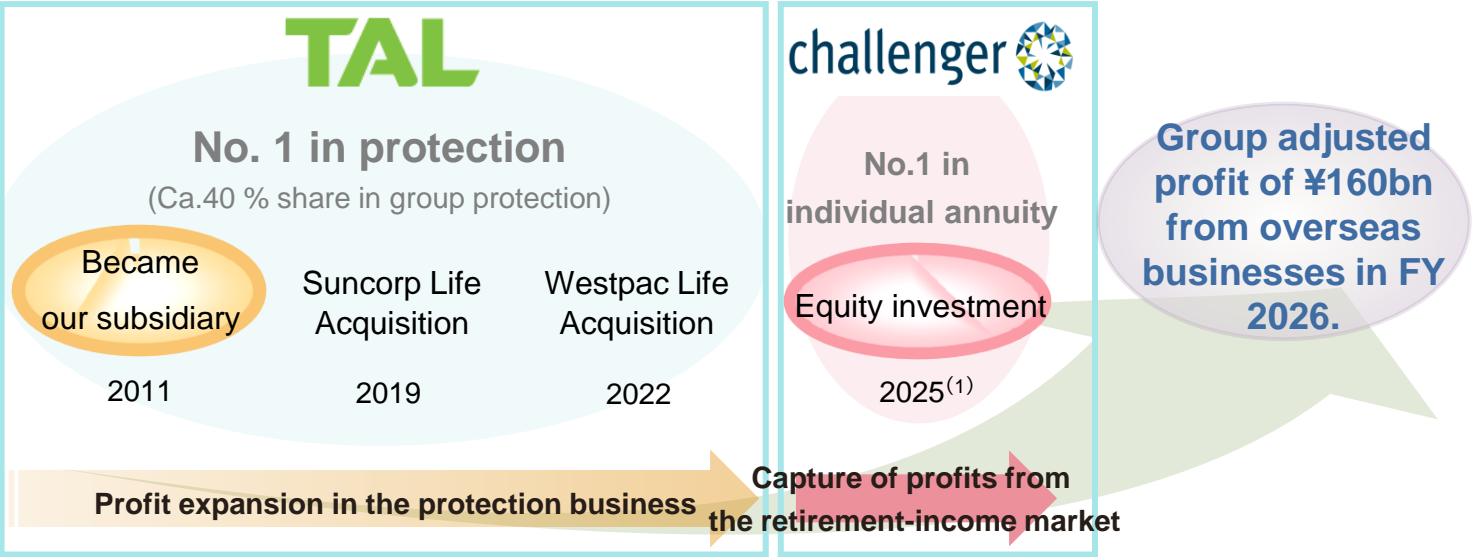 TAL
No. 1 in protection
(Ca.40 % share in group protection)
Became
our subsidiary
2011
Suncorp Life
Acquisition
2019
Westpac Life
Acquisition
2022
Profit expansion in the protection business
challenger
No.1 in
individual annuity
Equity investment
2025(1)
Capture of profits from
the retirement-income market
Group adjusted
profit of ¥160bn
from overseas
businesses in FY
2026.